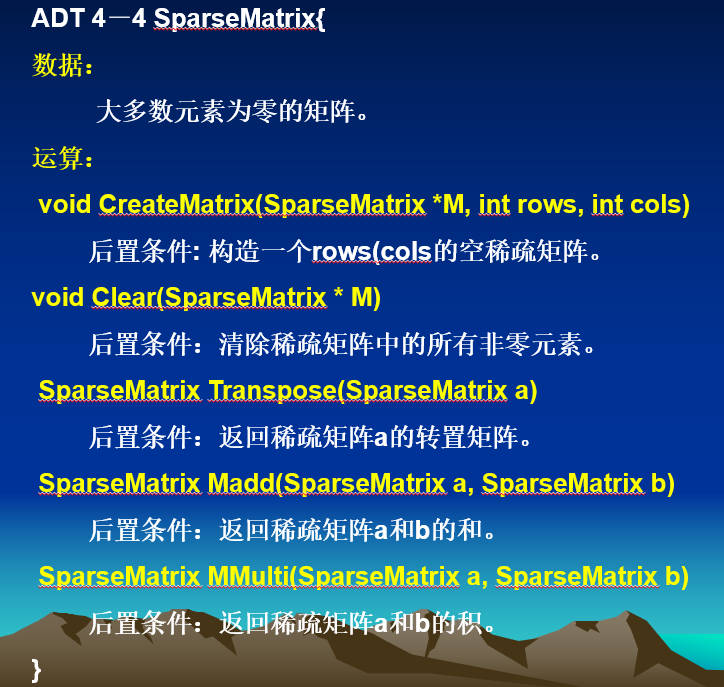 ADT 4－4 SparseMatrix{
数据：
大多数元素为零的矩阵。
运算：
void CreateMatrix(SparseMatrix *M, int rows, int cols)
后置条件: 构造一个rows(cols的空稀疏矩阵。
void Clear(SparseMatrix * M)
后置条件：清除稀疏矩阵中的所有非零元素。
SparseMatrix Transpose(SparseMatrix a)
后置条件：返回稀疏矩阵a的转置矩阵。
SparseMatrix Madd(SparseMatrix a, SparseMatrix b)
后置条件：返回稀疏矩阵a和b的和。
SparseMatrix MMulti(SparseMatrix a, SparseMatrix b)
后置条件：返回稀疏矩阵a和b的积。
}